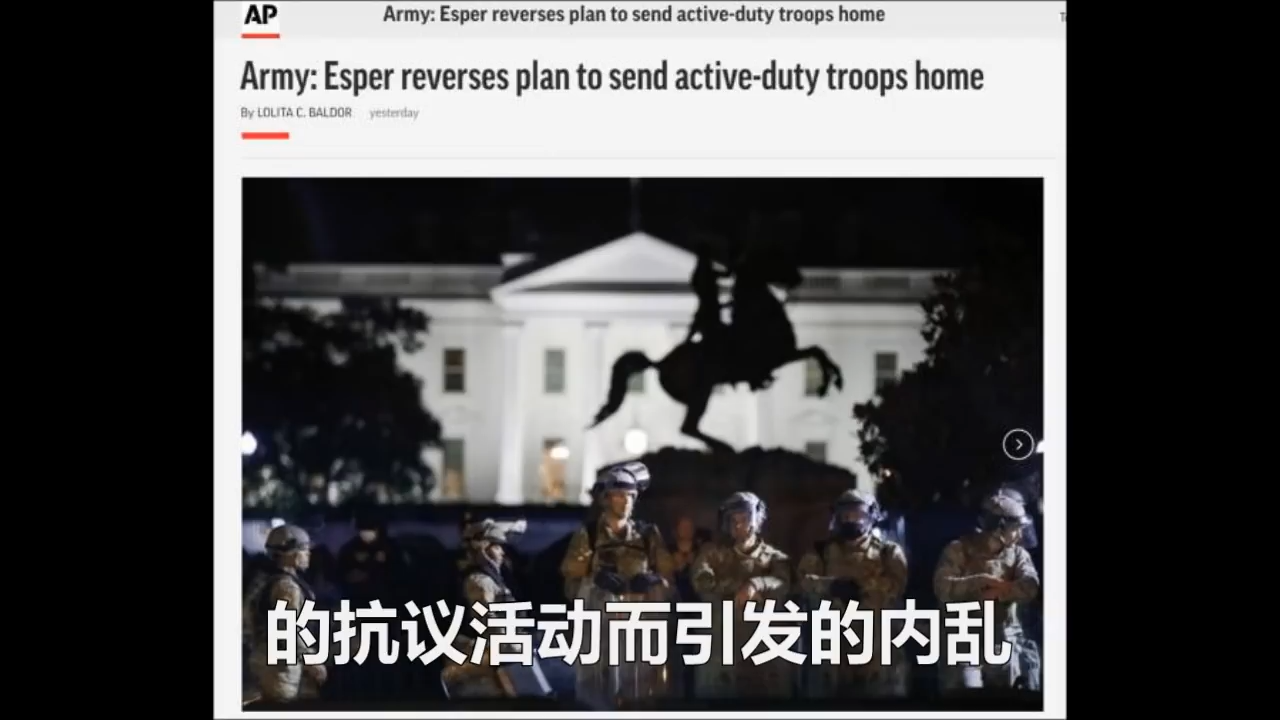 AP
Army: Esper reverses plan to send active-duty troops home
Army: Esper reverses plan to send active-duty troops home
By LOLITA C. BALDOR yesterday
的抗议活动而引发的内乱